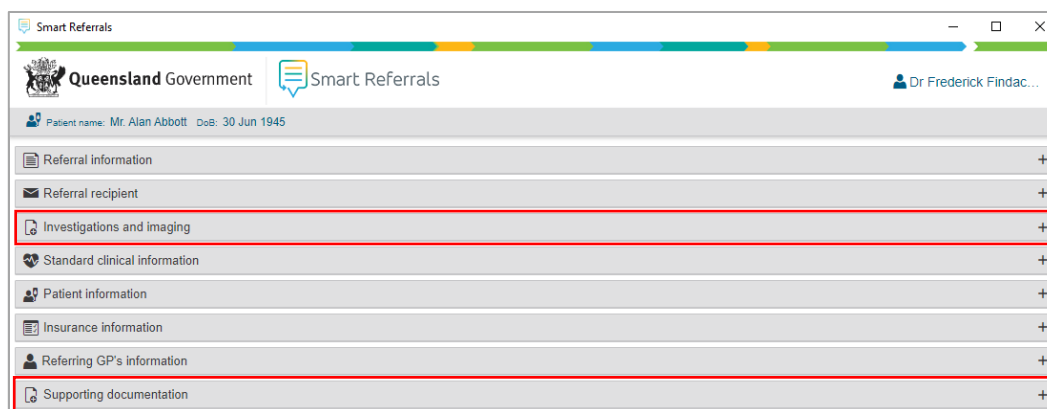 Smart Referrals
Queensland Government
Smart Referrals
Dr Frederick Findac...
Patient name: Mr. Alan Abbott DoB: 30 Jun 1945
Referral information
Referral recipient
Investigations and imaging
Standard clinical information
Patient information
Insurance information
Referring GP's information
Supporting documentation